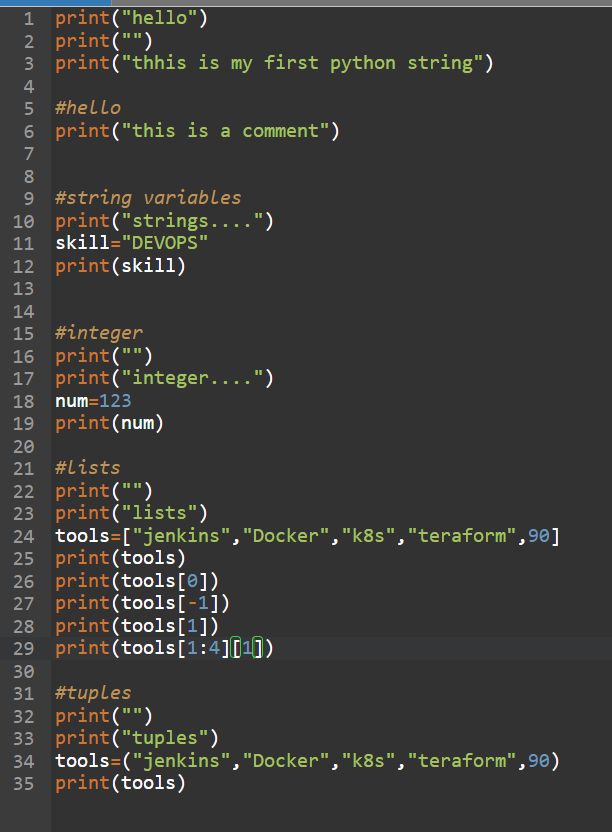 1 print("hello")
2 print("")
3 print("thhis is my first python string")
4
5 #hello
6 print("this is a comment")
7
8
9 #string variables
10 print("strings....")
11 skill="DEVOPS"
12 print(skill)
13
14
15 #integer
16 print("")
17 print("integer....")
18 num=123
19 print(num)
20
21 #lists
22 print("")
23 print("lists")
24 tools=["jenkins","Docker","k8s","teraform",90]
25 print(tools)
26 print(tools[0])
27 print(tools[-1])
28 print(tools[1])
29 print(tools[1:4][1])
30
31 #tuples
32 print("")
33 print("tuples")
34 tools=("jenkins","Docker","k8s","teraform",90)
35 print(tools)